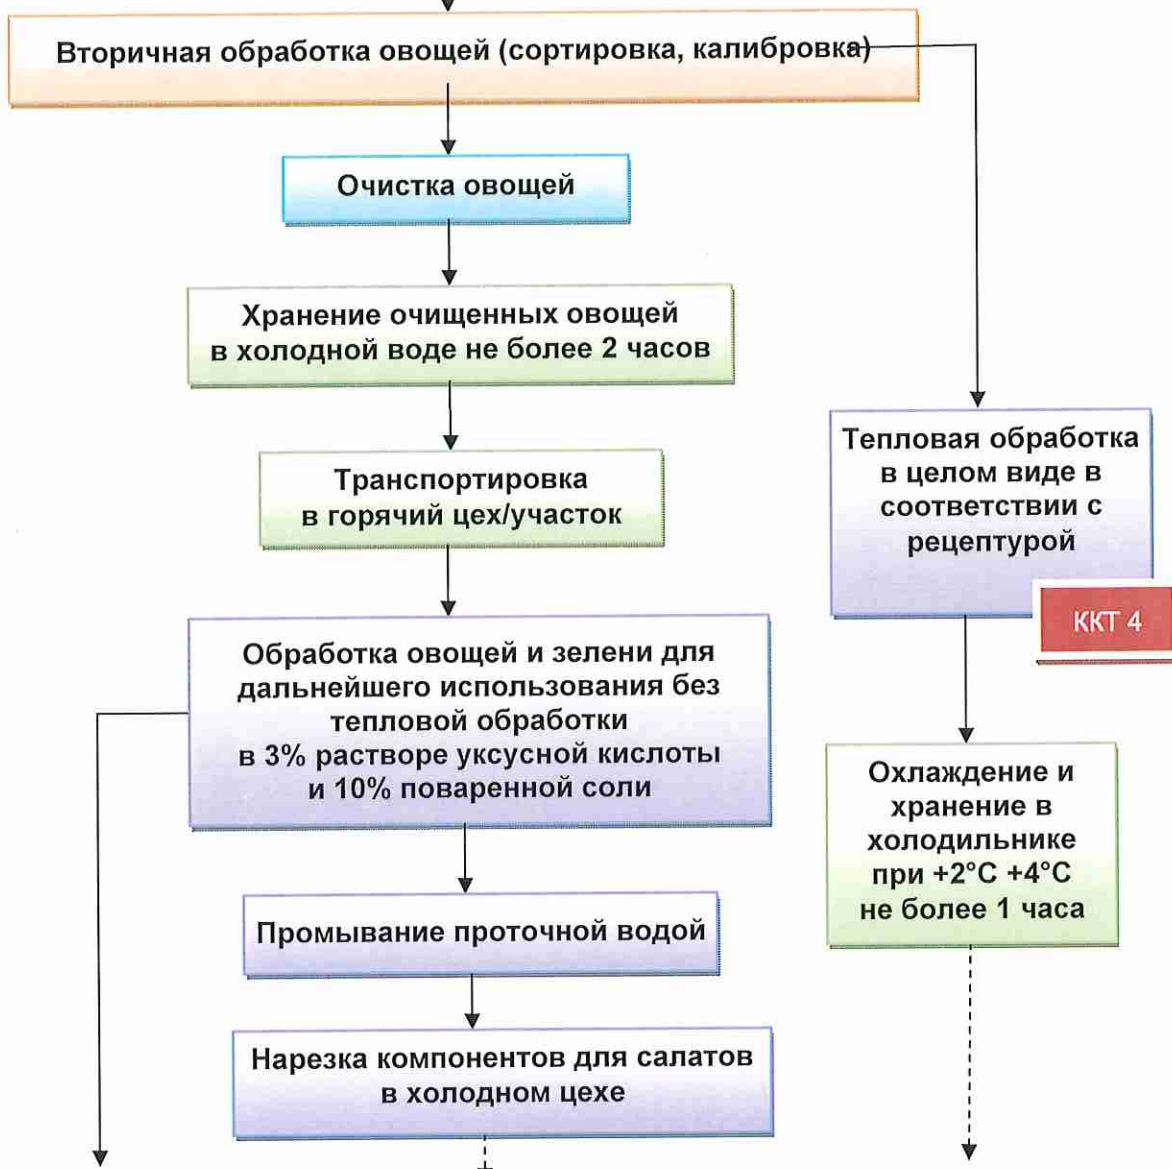 Вторичная обработка овощей (сортировка, калибровка)
Очистка овощей
Хранение очищенных овощей
в холодной воде не более 2 часов
Транспортировка
в горячий цех/участок
Обработка овощей и зелени для
дальнейшего использования без
тепловой обработки
в 3% растворе уксусной кислоты
и 10% поваренной соли
Промывание проточной водой
Нарезка компонентов для салатов
в холодном цехе
Тепловая обработка
в целом виде в
соответствии с
рецептурой
ККТ 4
Охлаждение и
хранение в
холодильнике
при +2°C +4°C
не более 1 часа